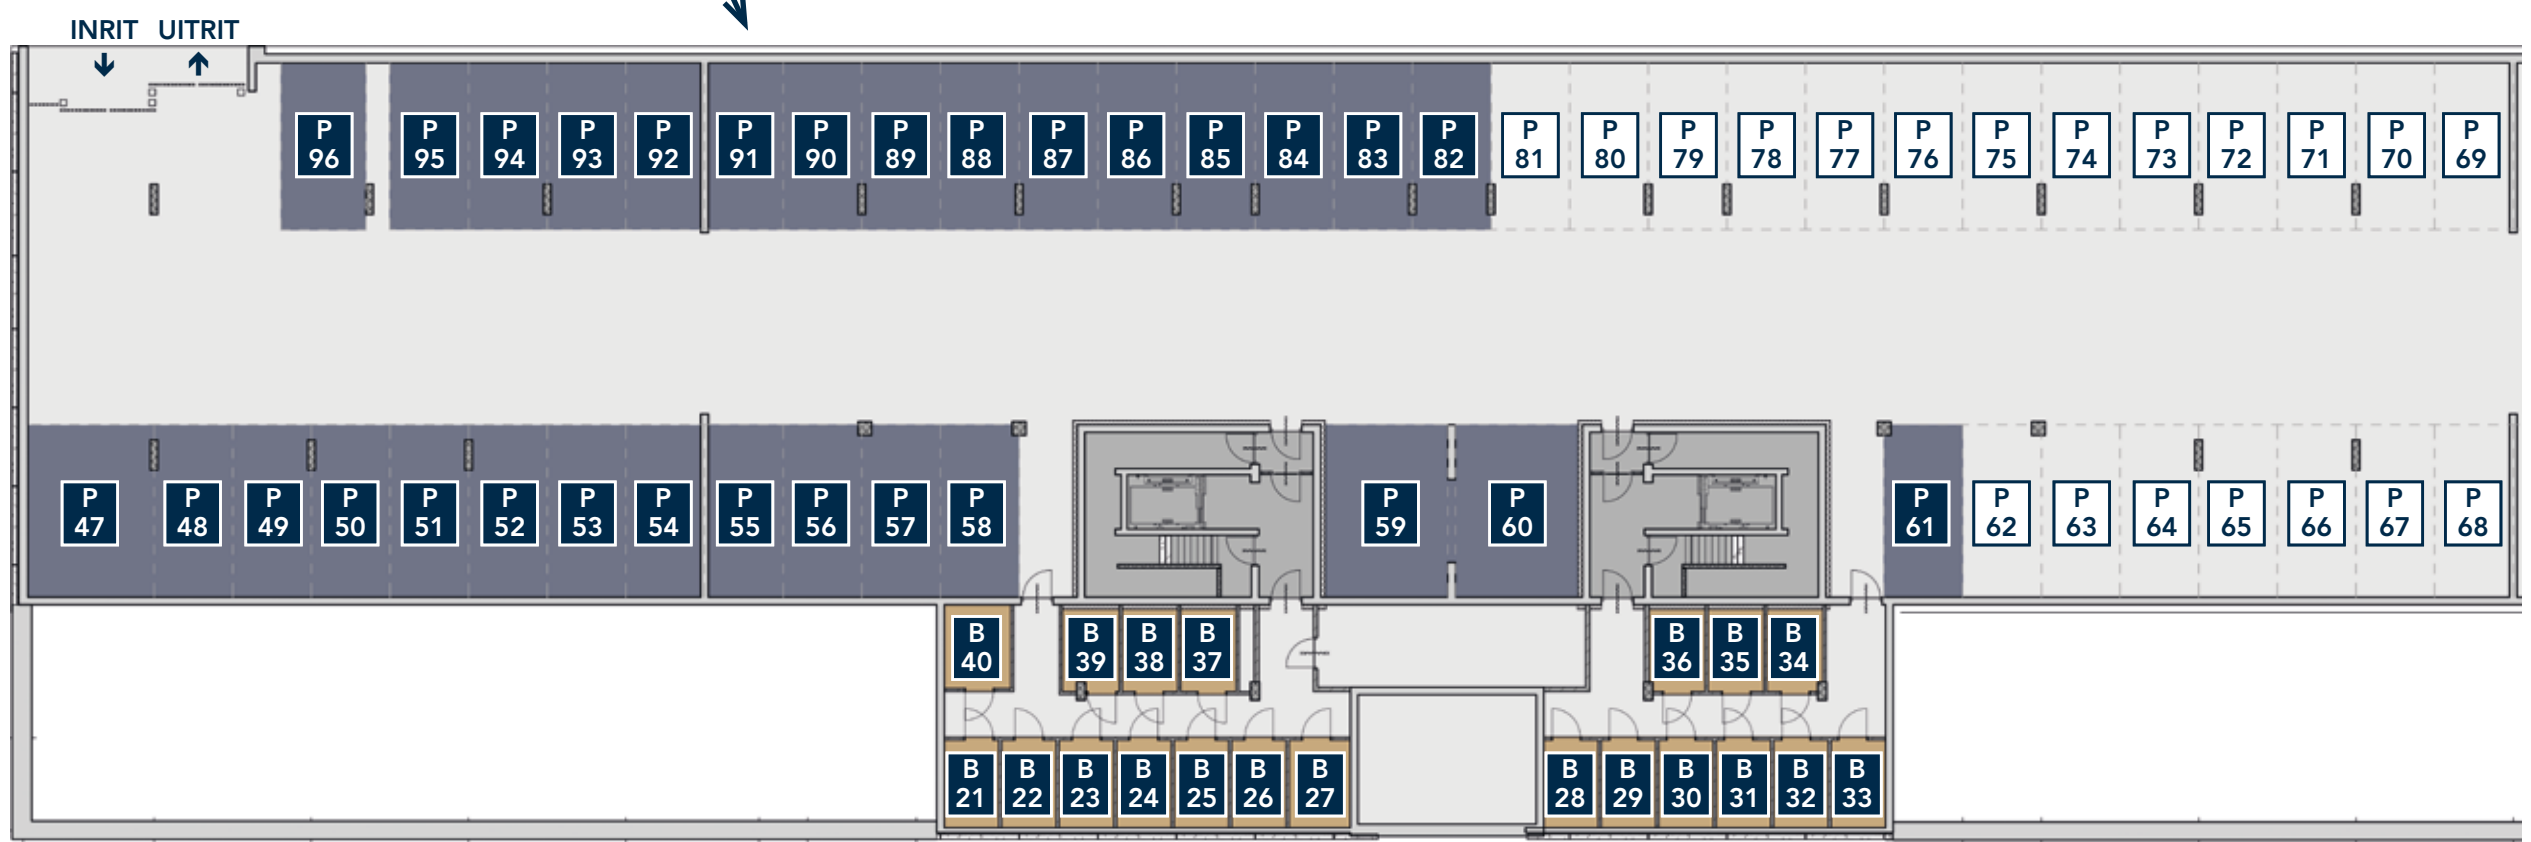 INRIT UITRIT
P P P P P P P P P P P P P P P P P P P P P P P P P P P P
96 95 94 93 92 91 90 89 88 87 86 85 84 83 82 81 80 79 78 77 76 75 74 73 72 71 70 69
P P P P P P P P P P P P P P P P P P P P P P
47 48 49 50 51 52 53 54 55 56 57 58 59 60 61 62 63 64 65 66 67 68
B B B B B B B
40 39 38 37 36 35 34
B B B B B B B B B B B B B
21 22 23 24 25 26 27 28 29 30 31 32 33